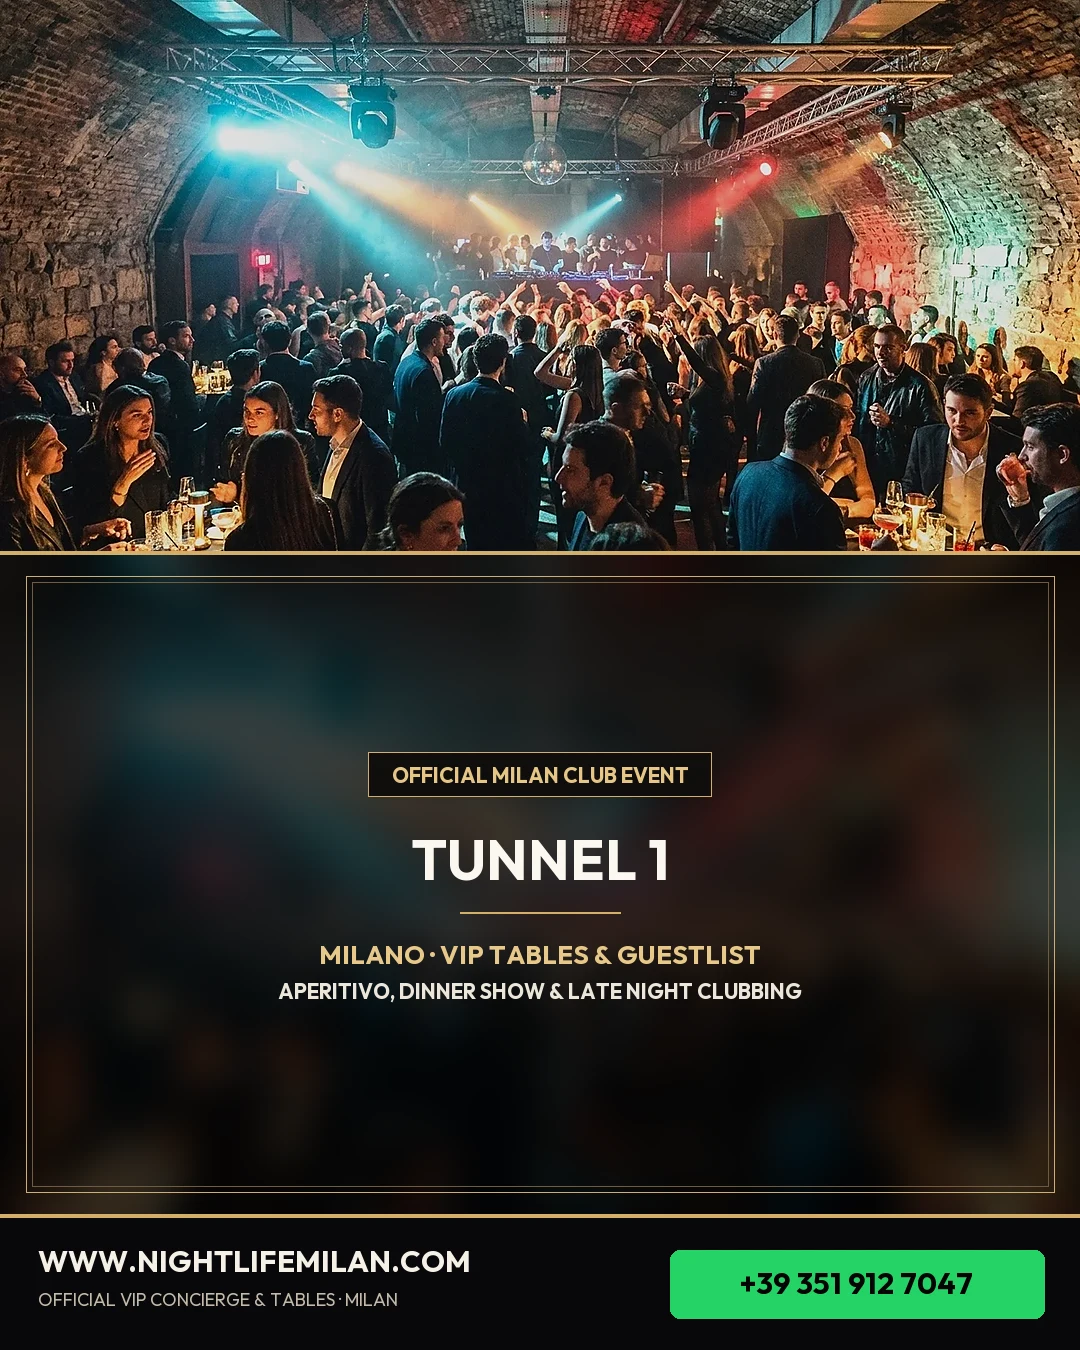 OFFICIAL MILAN CLUB EVENT
TUNNEL 1
MILANO · VIP TABLES & GUESTLIST
APERITIVO, DINNER SHOW & LATE NIGHT CLUBBING
WWW.NIGHTLIFEMILAN.COM
OFFICIAL VIP CONCIERGE & TABLES · MILAN
+39 351 912 7047